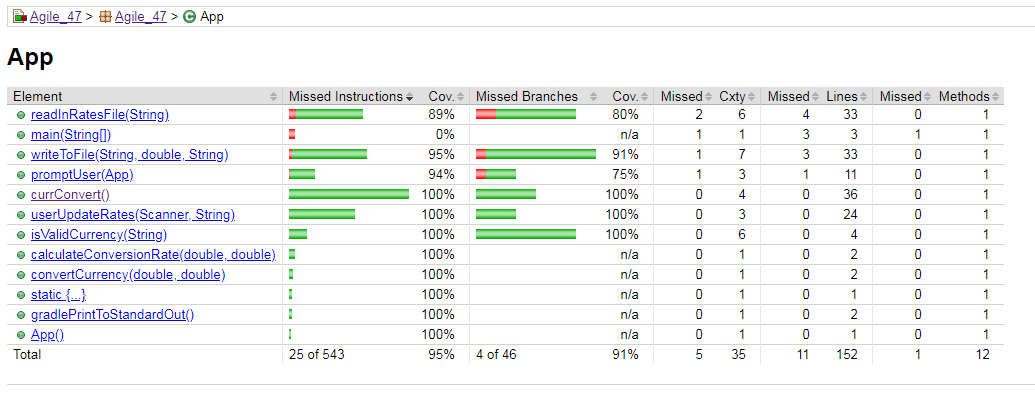 Agile_47 > Agile_47 > App
App
Element Missed Instructions Cov. Missed Branches Cov. Missed Cxty Missed Lines Missed Methods
readInRatesFile(String) 89% 80% 2 6 4 33 0 1
main(String[]) 0% n/a 1 1 3 3 1 1
writeToFile(String, double, String) 95% 91% 1 7 3 33 0 1
promptUser(App) 94% 75% 1 3 1 11 0 1
currConvert() 100% 100% 0 4 0 36 0 1
userUpdateRates(Scanner, String) 100% 100% 0 3 0 24 0 1
isValidCurrency(String) 100% 100% 0 6 0 4 0 1
calculateConversionRate(double, double) 100% n/a 0 1 0 2 0 1
convertCurrency(double, double) 100% n/a 0 1 0 2 0 1
static {...} 100% n/a 0 1 0 1 0 1
gradlePrintToStandardOut() 100% n/a 0 1 0 2 0 1
App() 100% n/a 0 1 0 1 0 1
Total 25 of 543 95% 4 of 46 91% 5 35 11 152 1 12